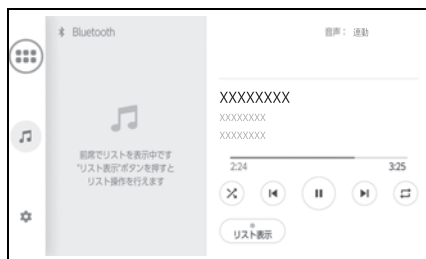 Bluetooth
音声： 連動
前席でリストを表示中です
"リスト表示"ボタンを押すと
リスト操作を行えます
XXXXXXXX
XXXXXXXX
XXXXXXXX
2:24
3:25
リスト表示